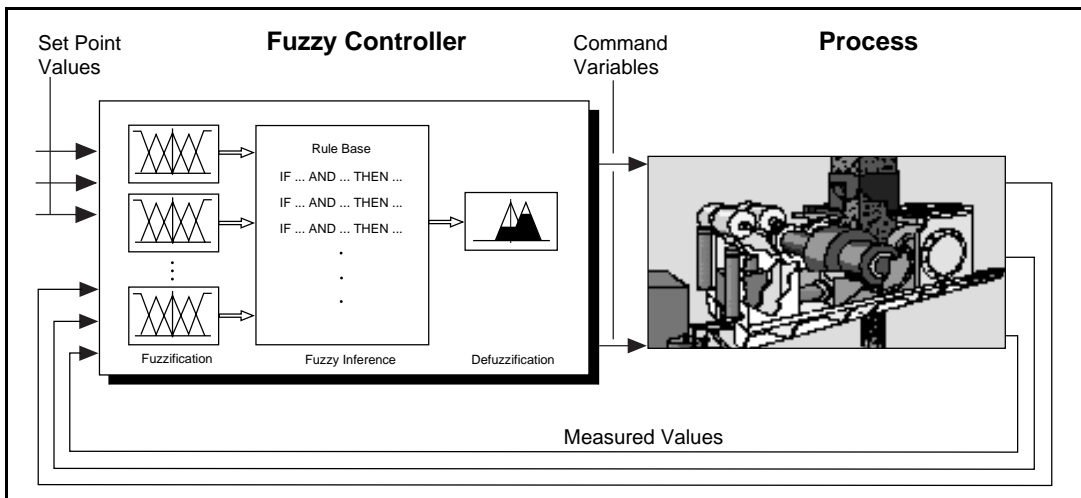 Set Point
Values
Fuzzy Controller
Command
Variables
Process
Rule Base
IF ... AND ... THEN ...
IF ... AND ... THEN ...
IF ... AND ... THEN ...
Fuzzification
Fuzzy Inference
Defuzzification
Measured Values